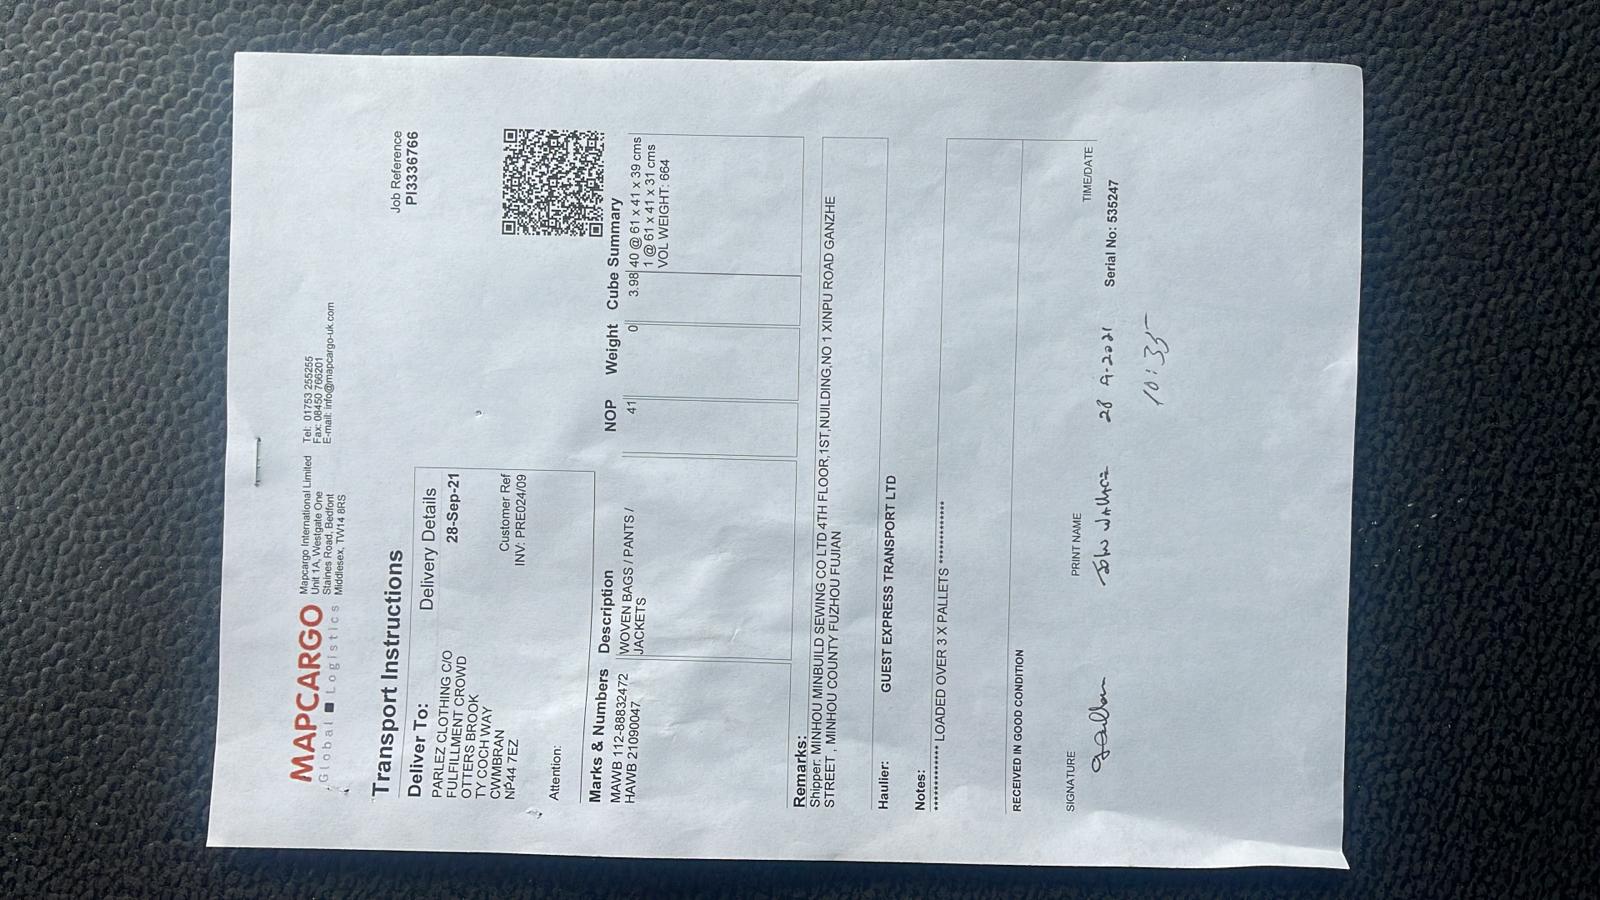 MAPCARGO
Global ■ Logistics
Mapcargo International Limited
Unit 1A, Westgate One
Staines Road, Bedfont
Middlesex, TW14 8RS
Tel: 01753 255255
Fax: 08450 766201
E-mail: info@mapcargo-uk.com
Transport Instructions
Job Reference
PI3336766
Deliver To:
PARLEZ CLOTHING C/O
FULFILLMENT CROWD
OTTERS BROOK
TY COCH WAY
CWMBRAN
NP44 7EZ
Attention:
Delivery Details
28-Sep-21
Customer Ref
INV: PRE024/09
Marks & Numbers Description NOP Weight Cube Summary
MAWB 112-88832472 WOVEN BAGS / PANTS / 41 0 3.98 40 @ 61 x 41 x 39 cms
HAWB 21090047 JACKETS 1 @ 61 x 41 x 31 cms
VOL WEIGHT: 664
Remarks:
Shipper: MINHOU MINBUILD SEWING CO LTD 4TH FLOOR,1ST,NUILDING,NO 1 XINPU ROAD GANZHE
STREET , MINHOU COUNTY FUZHOU FUJIAN
Haulier: GUEST EXPRESS TRANSPORT LTD
Notes:
************** LOADED OVER 3 X PALLETS **************
RECEIVED IN GOOD CONDITION
SIGNATURE PRINT NAME TIME/DATE
John Wallace 28 9-2021 Serial No: 535247
10:35